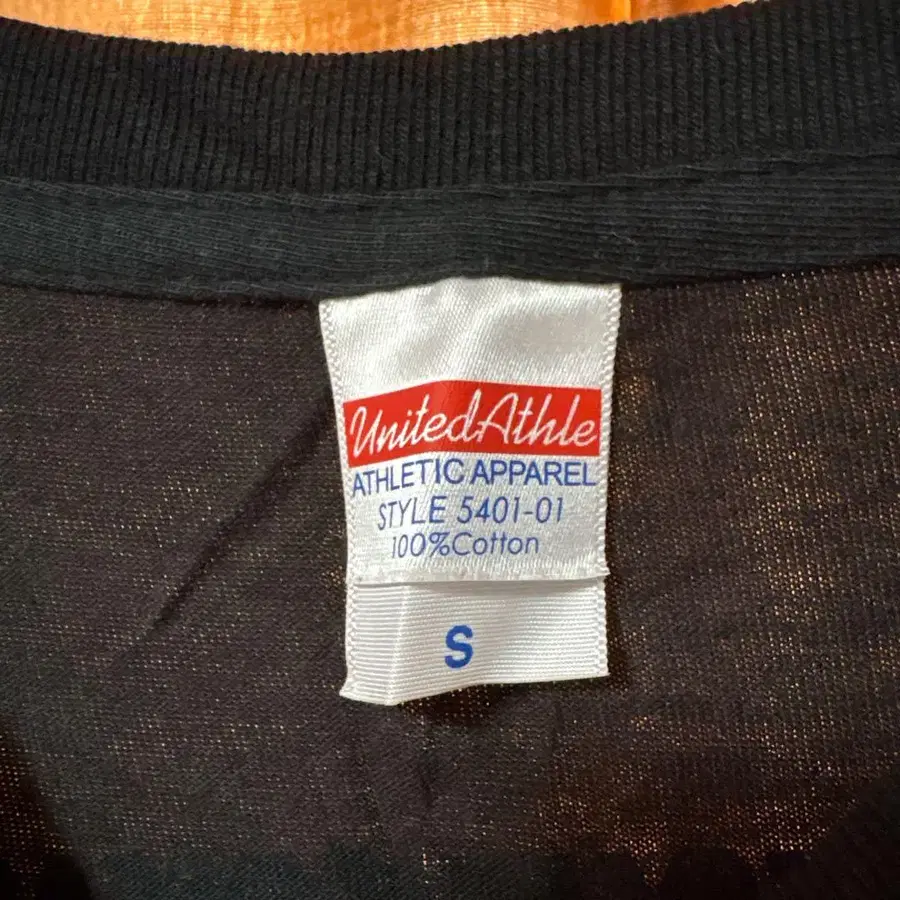 UnitedAthle
ATHLETIC APPAREL
STYLE 5401-01
100%Cotton
S